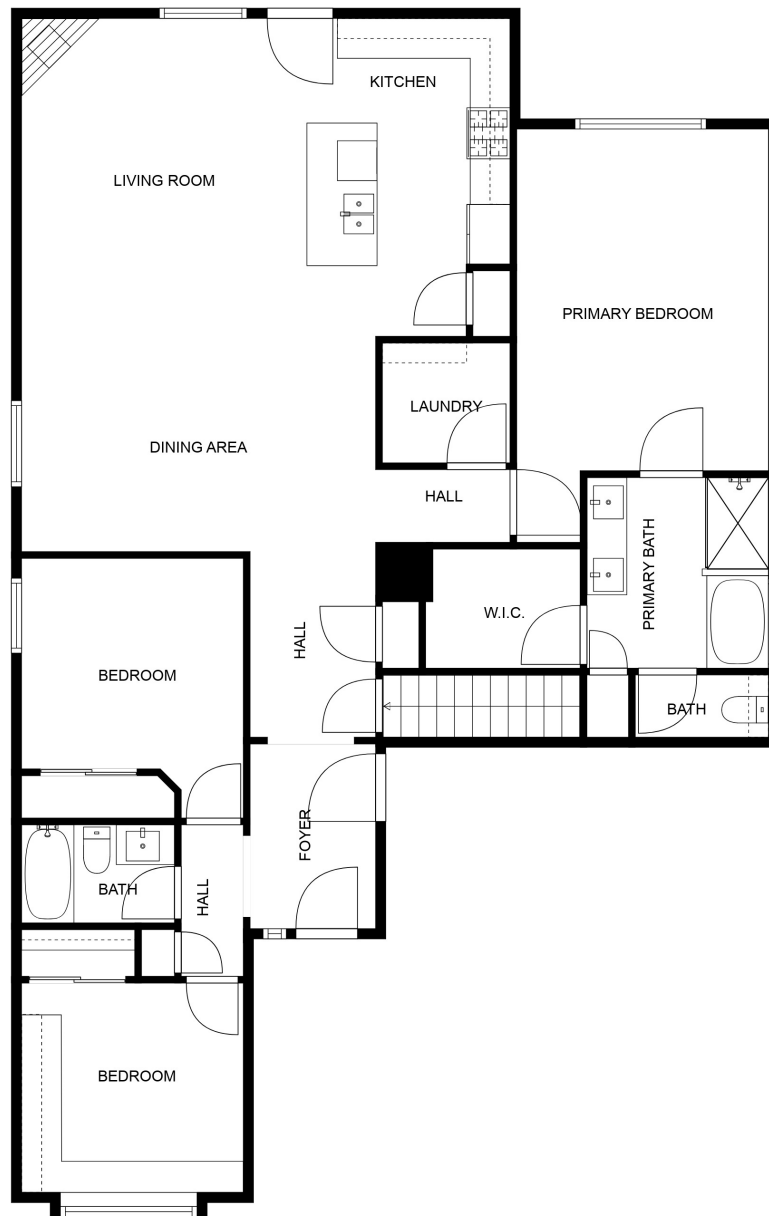 KITCHEN
LIVING ROOM
PRIMARY BEDROOM
LAUNDRY
DINING AREA
HALL
PRIMARY BATH
W.I.C.
HALL
BEDROOM
BATH
FOYER
BATH
HALL
BEDROOM